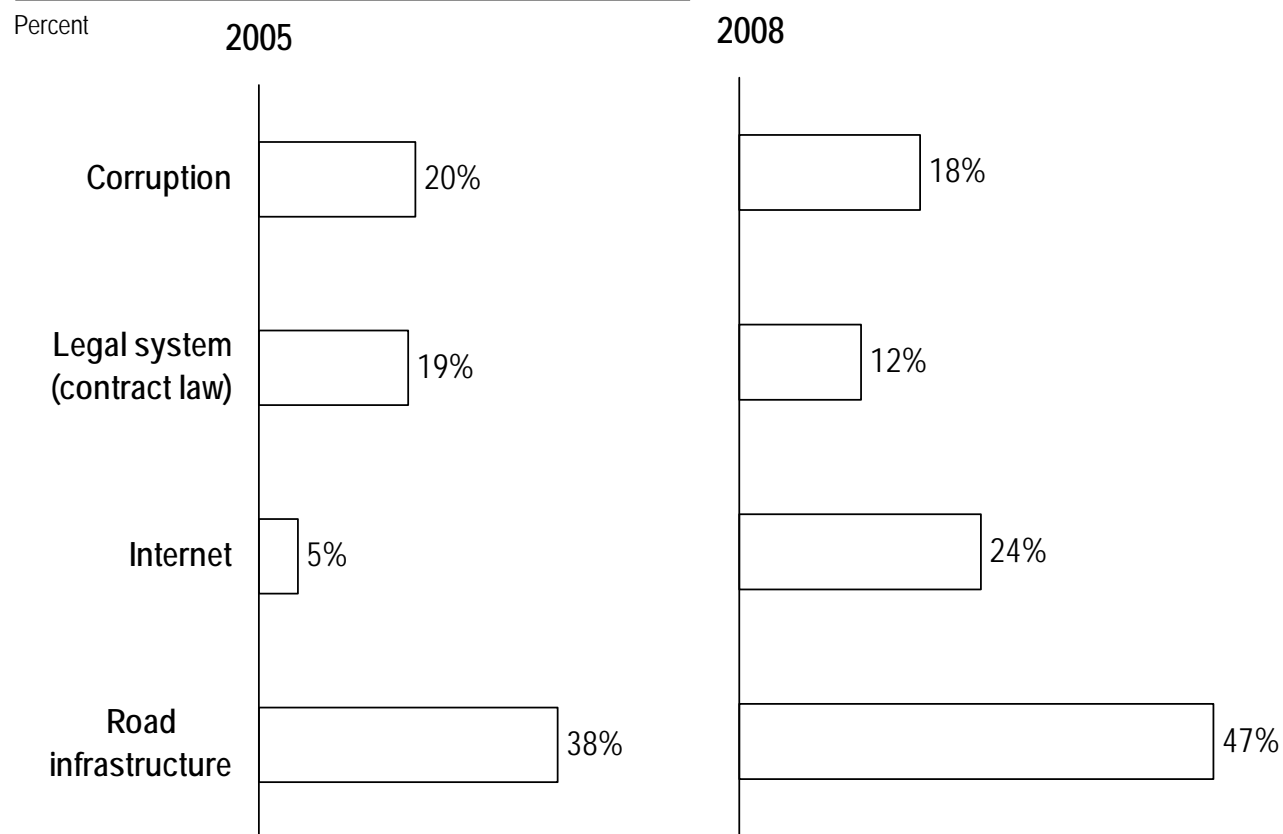 Percent
2005
2008
Corruption
20%
18%
Legal system
(contract law)
19%
12%
Internet
5%
24%
Road
infrastructure
38%
47%